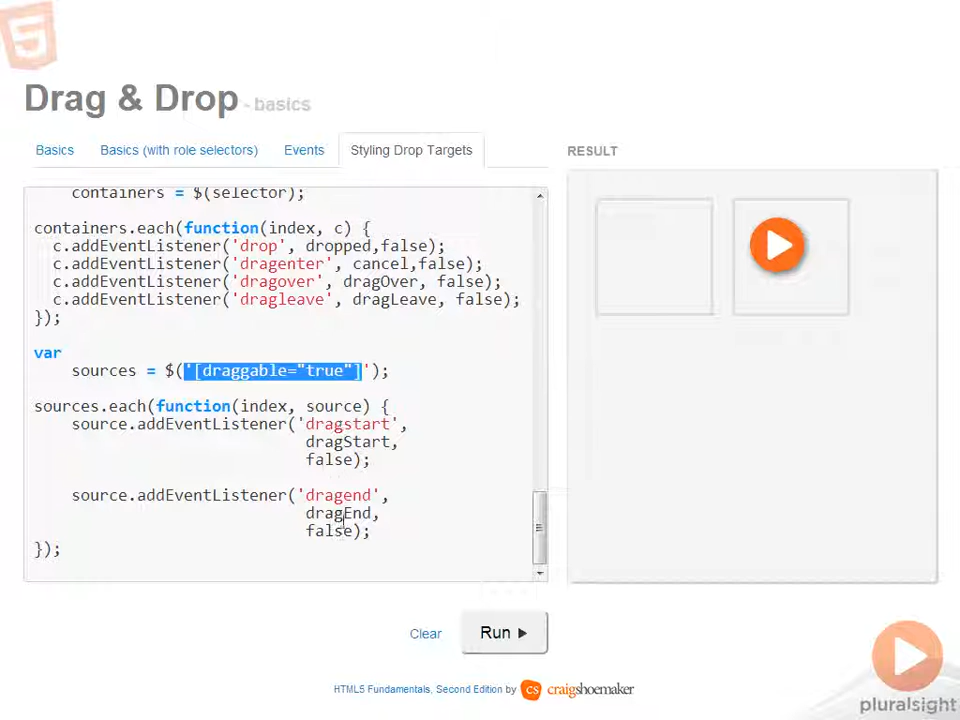 5
Drag & Drop - basics
Basics Basics (with role selectors) Events Styling Drop Targets
RESULT
containers = $(selector);
containers.each(function(index, c) {
c.addEventListener('drop', dropped,false);
c.addEventListener('dragenter', cancel,false);
c.addEventListener('dragover', dragOver, false);
c.addEventListener('dragleave', dragLeave, false);
});
var
sources = $('[draggable="true"]');
sources.each(function(index, source) {
source.addEventListener('dragstart',
dragStart,
false);
source.addEventListener('dragend',
dragEnd,
false);
});
Clear Run
HTML5 Fundamentals, Second Edition by cs craigshoemaker
pluralsight